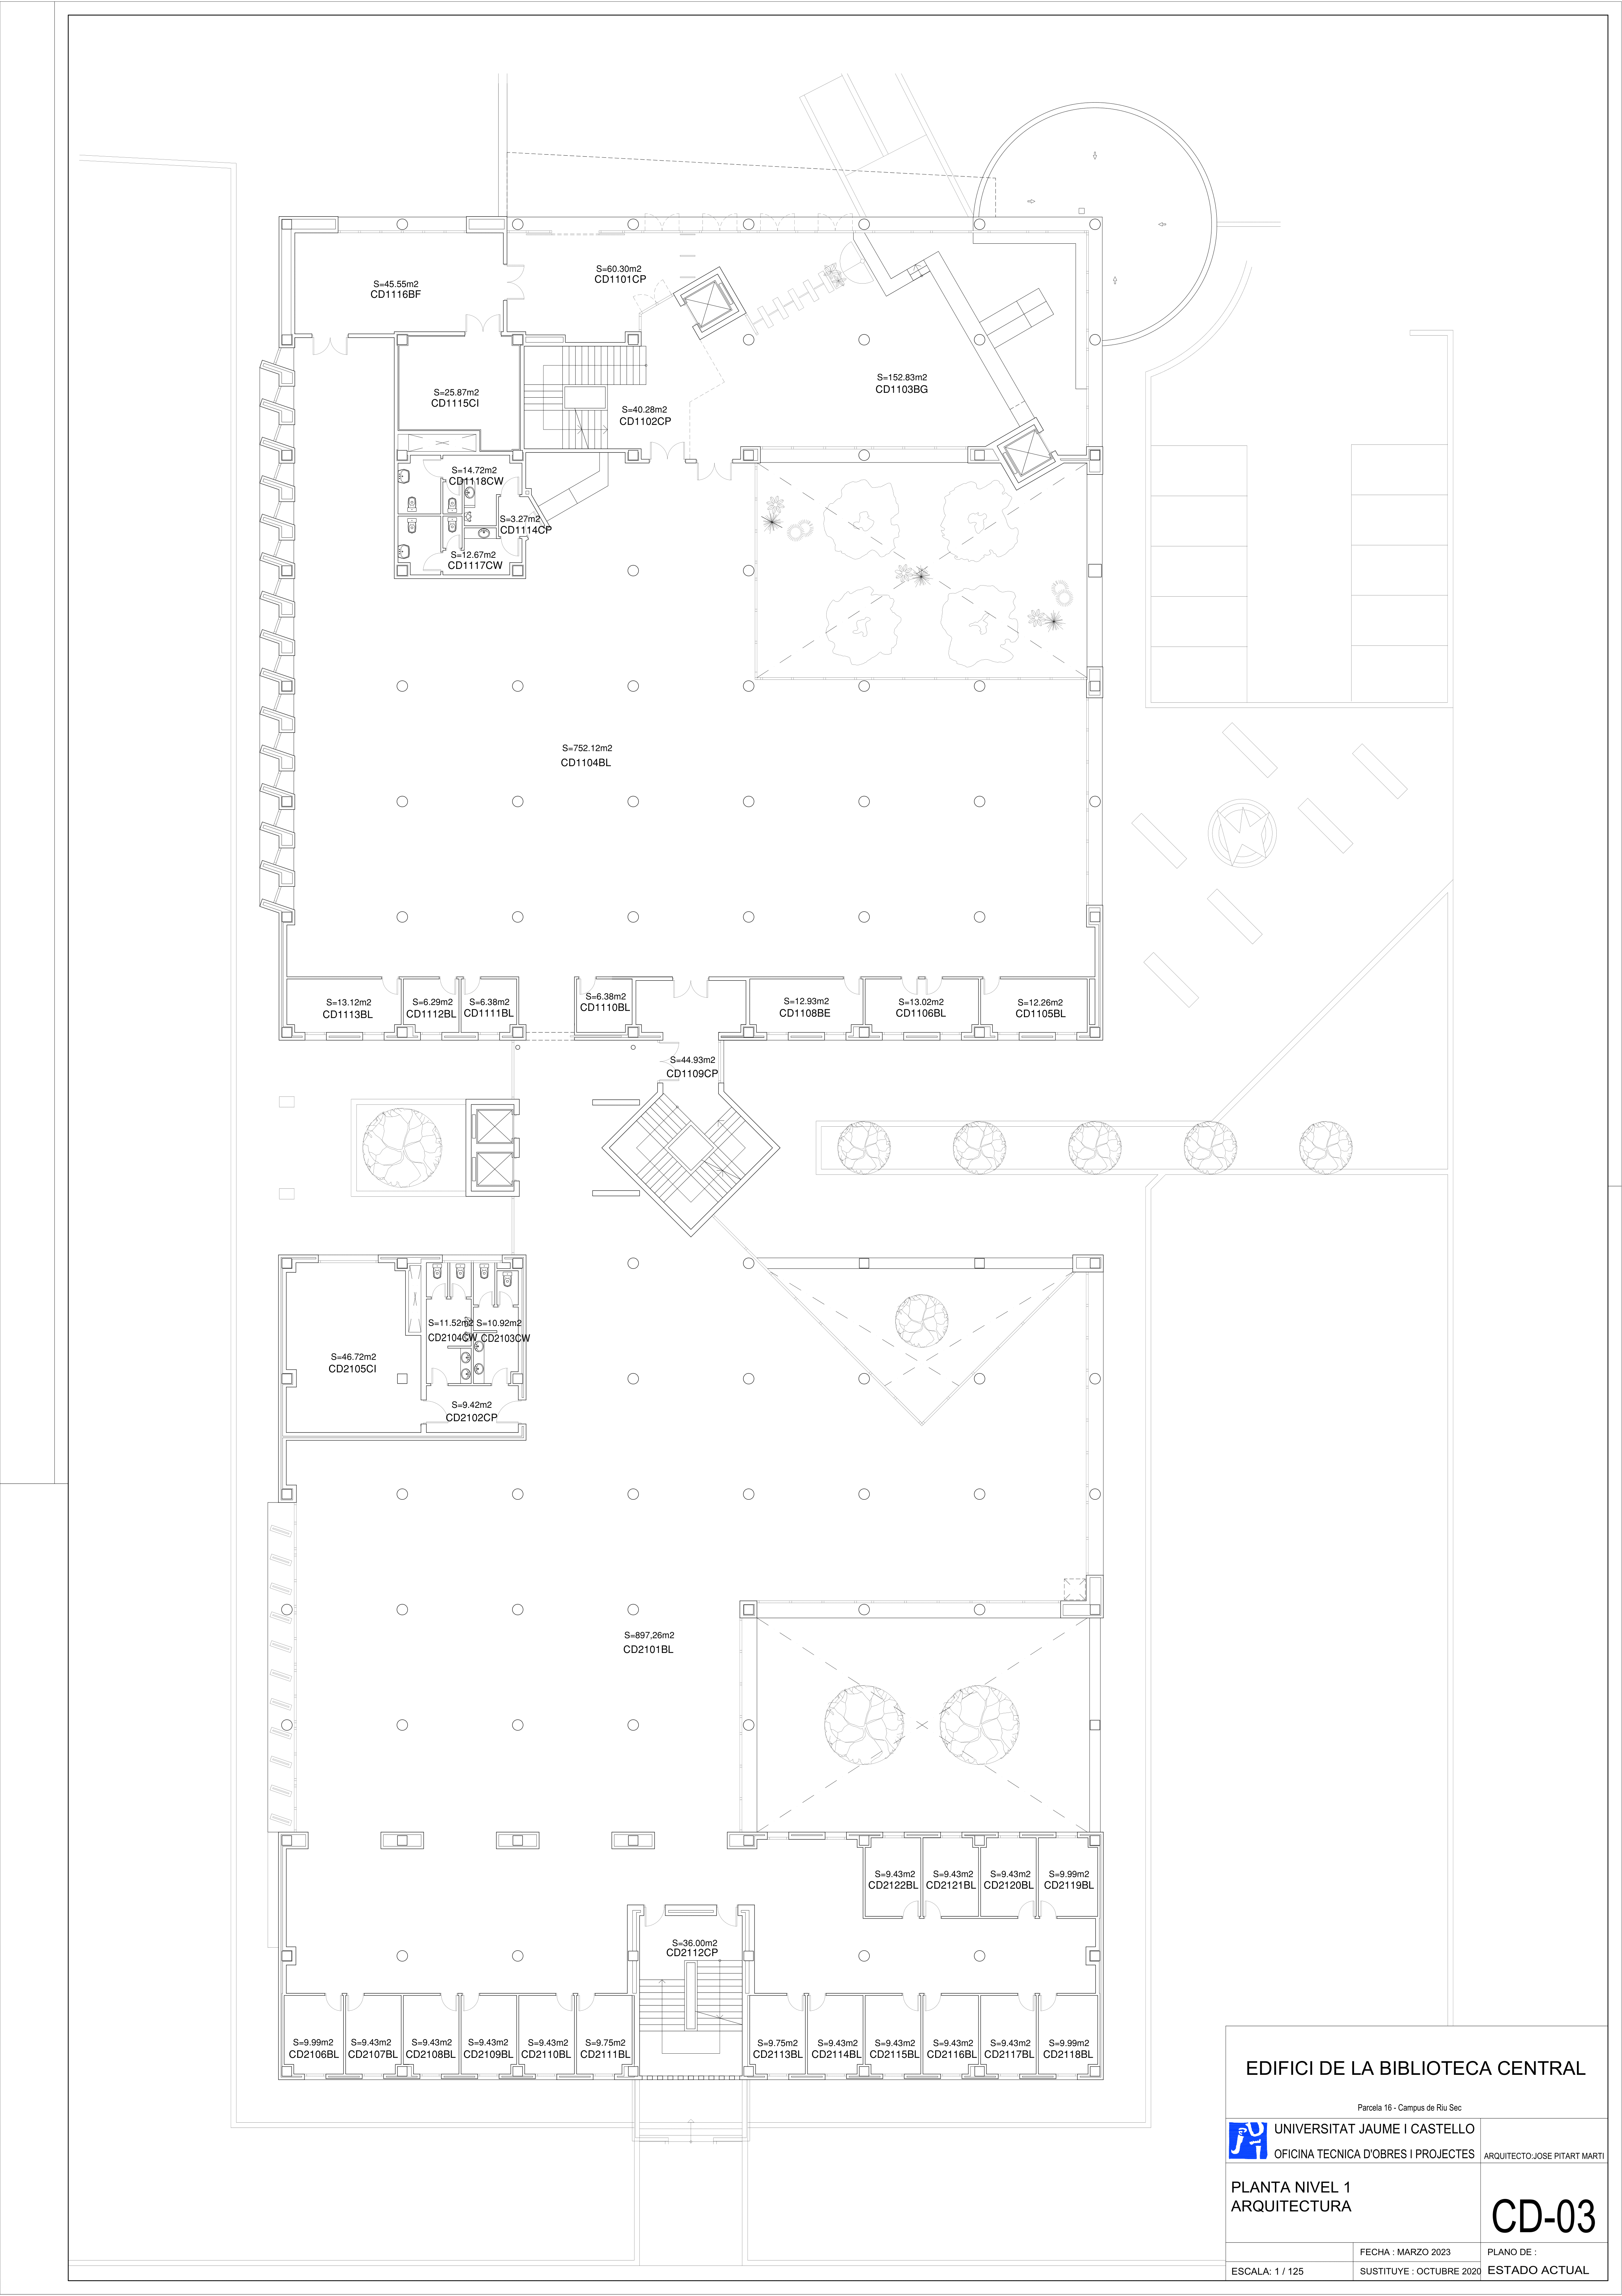 S=60.30m2
CD1101CP
S=45.55m2
CD1116BF
S=152.83m2
CD1103BG
S=25.87m2
CD1115CI
S=40.28m2
CD1102CP
S=14.72m2
CD1118CW
S=3.27m2
CD1114CP
S=12.67m2
CD1117CW
S=752.12m2
CD1104BL
S=13.12m2
CD1113BL
S=6.29m2
CD1112BL
S=6.38m2
CD1111BL
S=6.38m2
CD1110BL
S=12.93m2
CD1108BE
S=13.02m2
CD1106BL
S=12.26m2
CD1105BL
S=44.93m2
CD1109CP
S=11.52m2
CD2104CW
S=10.92m2
CD2103CW
S=46.72m2
CD2105CI
S=9.42m2
CD2102CP
S=897,26m2
CD2101BL
S=9.43m2
CD2122BL
S=9.43m2
CD2121BL
S=9.43m2
CD2120BL
S=9.99m2
CD2119BL
S=36.00m2
CD2112CP
S=9.99m2
CD2106BL
S=9.43m2
CD2107BL
S=9.43m2
CD2108BL
S=9.43m2
CD2109BL
S=9.43m2
CD2110BL
S=9.75m2
CD2111BL
S=9.75m2
CD2113BL
S=9.43m2
CD2114BL
S=9.43m2
CD2115BL
S=9.43m2
CD2116BL
S=9.43m2
CD2117BL
S=9.99m2
CD2118BL
EDIFICI DE LA BIBLIOTECA CENTRAL
Parcela 16 - Campus de Riu Sec
UNIVERSITAT JAUME I CASTELLO
OFICINA TECNICA D'OBRES I PROJECTES
ARQUITECTO:JOSE PITART MARTI
PLANTA NIVEL 1
ARQUITECTURA
CD-03
FECHA : MARZO 2023
PLANO DE :
ESCALA: 1 / 125
SUSTITUYE : OCTUBRE 2020
ESTADO ACTUAL